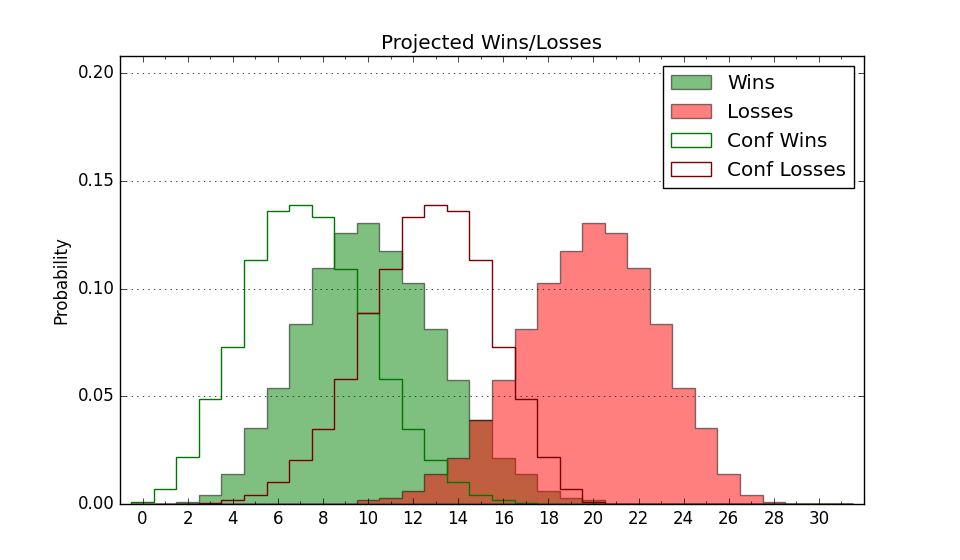 Projected Wins/Losses
0.20
0.15
0.10
0.05
0.00
Probability
Wins
Losses
Conf Wins
Conf Losses
0 2 4 6 8 10 12 14 16 18 20 22 24 26 28 30